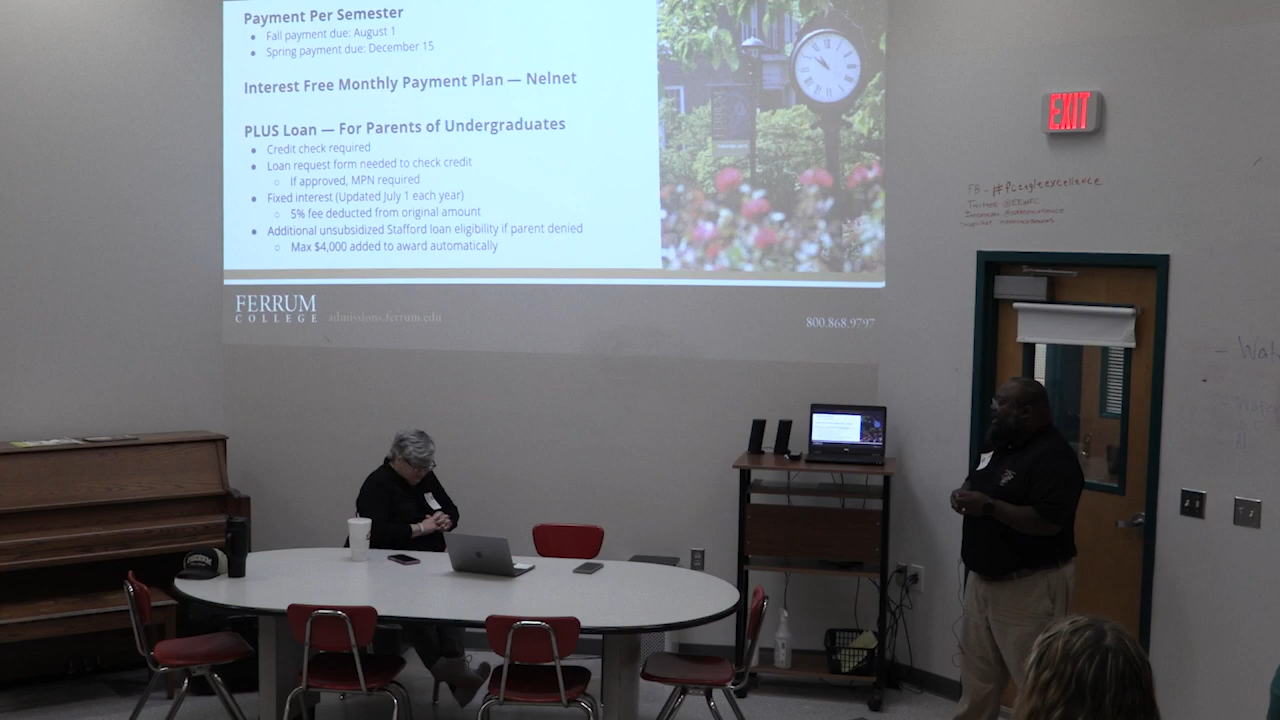 Payment Per Semester
• Fall payment due: August 1
• Spring payment due: December 15
Interest Free Monthly Payment Plan — Nelnet
PLUS Loan — For Parents of Undergraduates
• Credit check required
• Loan request form needed to check credit
○ If approved, MPN required
• Fixed interest (Updated July 1 each year)
○ 5% fee deducted from original amount
• Additional unsubsidized Stafford loan eligibility if parent denied
○ Max $4,000 added to award automatically
FERRUM
COLLEGE
admissions.ferrum.edu
800.868.9797
EXIT
FB -
Twitter